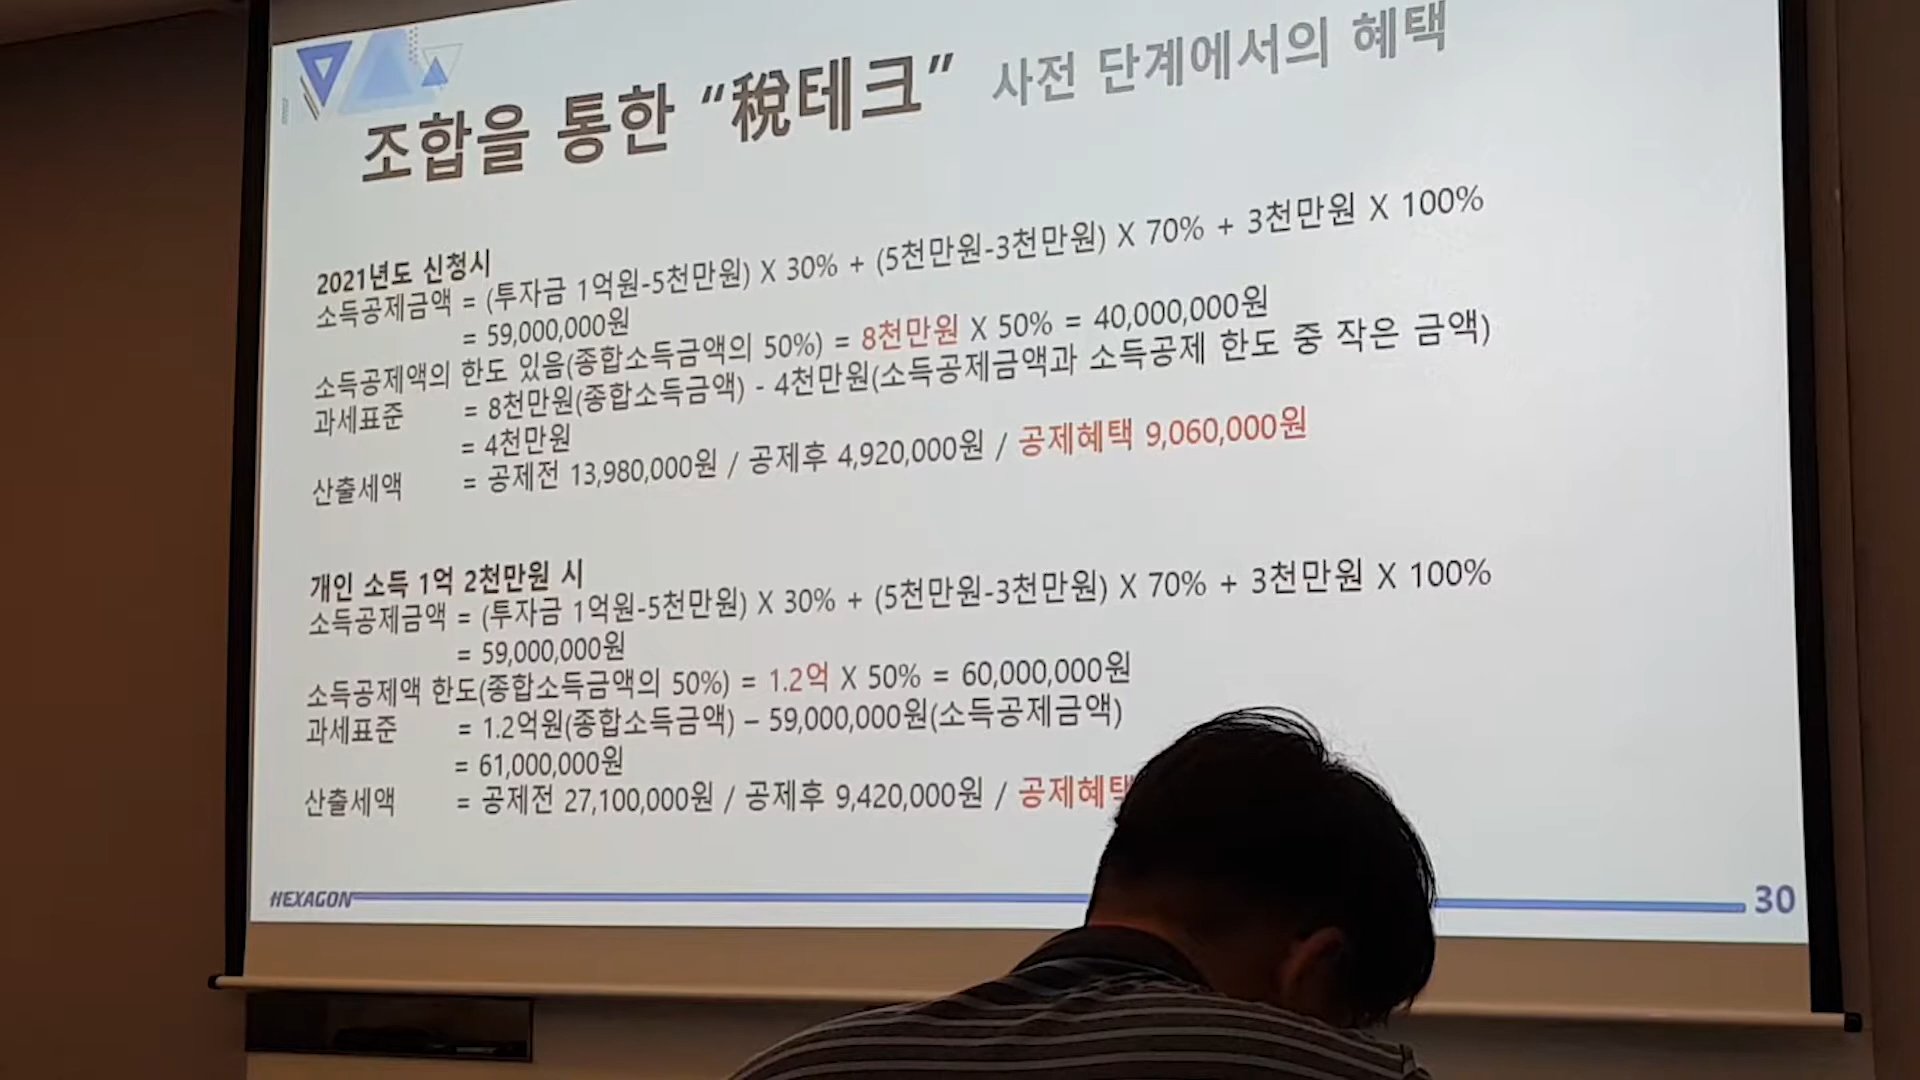 조합을 통한 “稅테크” 사전 단계에서의 혜택
2021년도 신청시
소득공제금액 = (투자금 1억원-5천만원) X 30% + (5천만원-3천만원) X 70% + 3천만원 X 100%
= 59,000,000원
소득공제액의 한도 있음(종합소득금액의 50%) = 8천만원 X 50% = 40,000,000원
과세표준 = 8천만원(종합소득금액) - 4천만원(소득공제금액과 소득공제 한도 중 작은 금액)
= 4천만원
산출세액 = 공제전 13,980,000원 / 공제후 4,920,000원 / 공제혜택 9,060,000원
개인 소득 1억 2천만원 시
소득공제금액 = (투자금 1억원-5천만원) X 30% + (5천만원-3천만원) X 70% + 3천만원 X 100%
= 59,000,000원
소득공제액 한도(종합소득금액의 50%) = 1.2억 X 50% = 60,000,000원
과세표준 = 1.2억원(종합소득금액) – 59,000,000원(소득공제금액)
= 61,000,000원
산출세액 = 공제전 27,100,000원 / 공제후 9,420,000원 / 공제혜택
HEXAGON
30